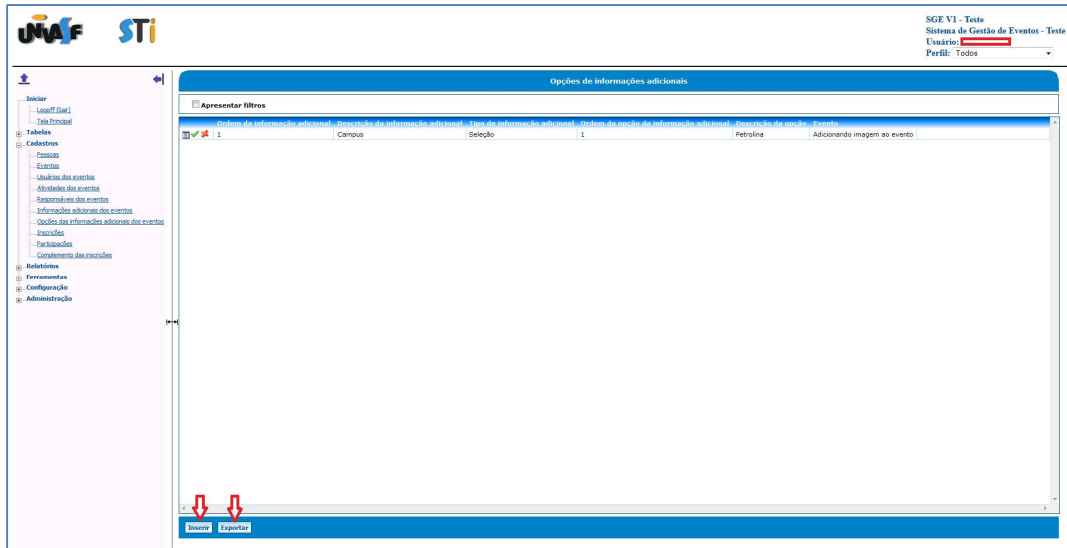 UNIVASF STi
SGE V1 - Teste
Sistema de Gestão de Eventos - Teste
Usuário:
Perfil: Todos
Opções de informações adicionais
Iniciar
Logoff (Sair)
Tela Principal
Tabelas
Cadastros
Pessoas
Eventos
Usuários dos eventos
Atividades dos eventos
Responsáveis dos eventos
Informações adicionais dos eventos
Opções das informações adicionais dos eventos
Inscrições
Participações
Complemento das inscrições
Relatórios
Ferramentas
Configuração
Administração
Apresentar filtros
Ordem da informação adicional Descrição da informação adicional Tipo de informação adicional Ordem da opção da informação adicional Descrição da opção Evento
1 Campus Seleção 1 Petrolina Adicionando imagem ao evento
Inserir Exportar